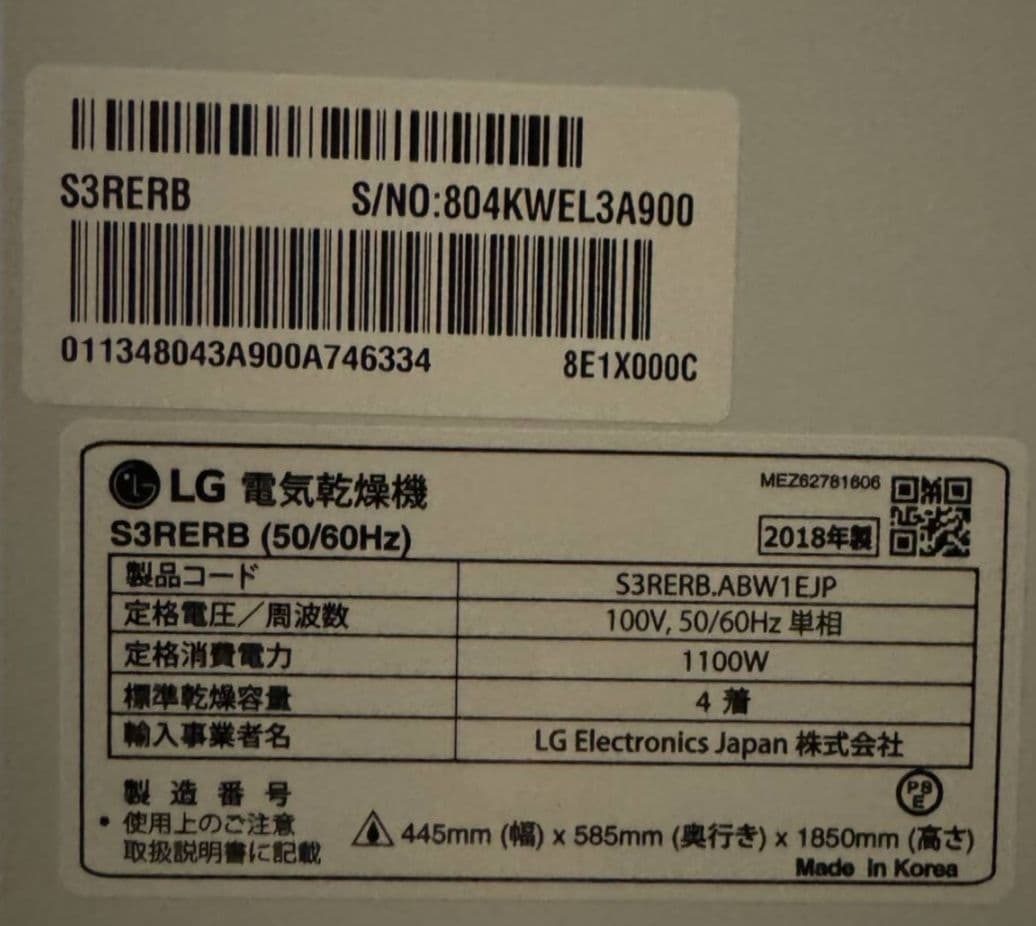 S3RERB S/NO:804KWEL3A900
011348043A900A746334 8E1X000C
LG 電気乾燥機 MEZ62781606
S3RERB (50/60Hz) 2018年製
製品コード S3RERB.ABW1EJP
定格電圧／周波数 100V, 50/60Hz 単相
定格消費電力 1100W
標準乾燥容量 4 着
輸入事業者名 LG Electronics Japan 株式会社
製 造 番 号
• 使用上のご注意
取扱説明書に記載
445mm (幅) x 585mm (奥行き) x 1850mm (高さ)
PB
E
Made in Korea